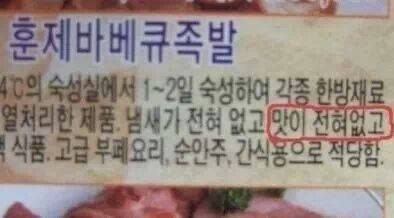 훈제바베큐족발
4℃의 숙성실에서 1~2일 숙성하여 각종 한방재료
열처리한 제품. 냄새가 전혀 없고 맛이 전혀없고
식품. 고급 부페요리, 술안주, 간식용으로 적당함.